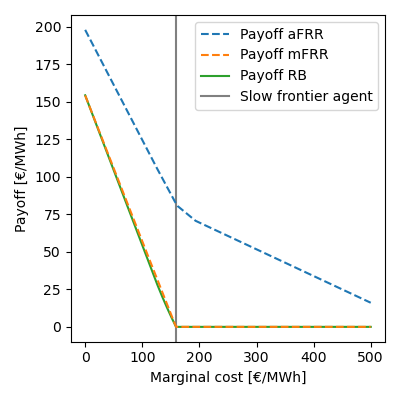 Payoff aFRR
Payoff mFRR
Payoff RB
Slow frontier agent
200
175
150
125
100
75
50
25
0
Payoff [€/MWh]
0 100 200 300 400 500
Marginal cost [€/MWh]